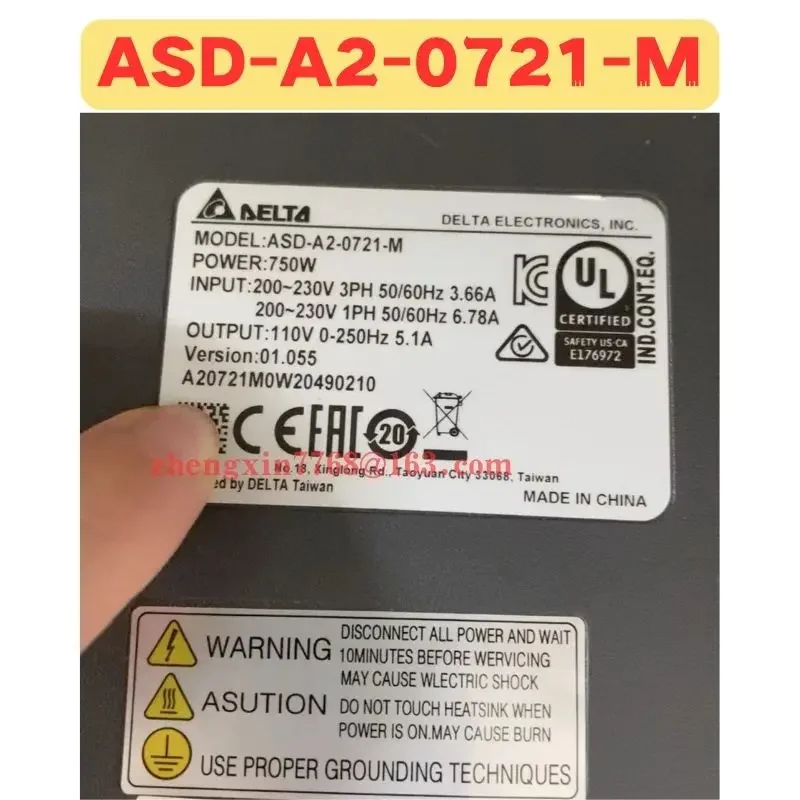 ASD-A2-0721-M
DELTA
DELTA ELECTRONICS, INC.
MODEL:ASD-A2-0721-M
POWER:750W
INPUT:200~230V 3PH 50/60Hz 3.66A
200~230V 1PH 50/60Hz 6.78A
OUTPUT:110V 0-250Hz 5.1A
Version:01.055
A20721M0W20490210
UL
CERTIFIED
SAFETY US-CA
E176972
IND.CONT.EQ.
CE EAC 20
zhengxin7768@163.com
No.18, Xinglong Rd., Taoyuan City 33068, Taiwan
ed by DELTA Taiwan
MADE IN CHINA
WARNING
DISCONNECT ALL POWER AND WAIT
10MINUTES BEFORE WERVICING
MAY CAUSE WLECTRIC SHOCK
ASUTION
DO NOT TOUCH HEATSINK WHEN
POWER IS ON.MAY CAUSE BURN
USE PROPER GROUNDING TECHNIQUES